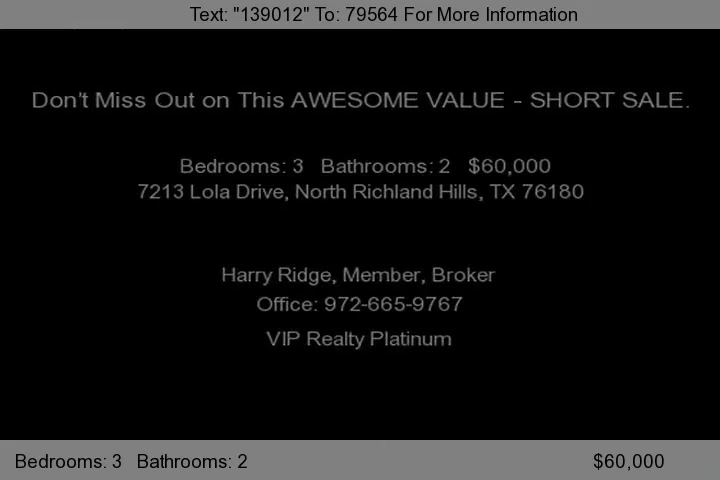 Text: "139012" To: 79564 For More Information
Don't Miss Out on This AWESOME VALUE - SHORT SALE.
Bedrooms: 3 Bathrooms: 2 $60,000
7213 Lola Drive, North Richland Hills, TX 76180
Harry Ridge, Member, Broker
Office: 972-665-9767
VIP Realty Platinum
Bedrooms: 3 Bathrooms: 2 $60,000